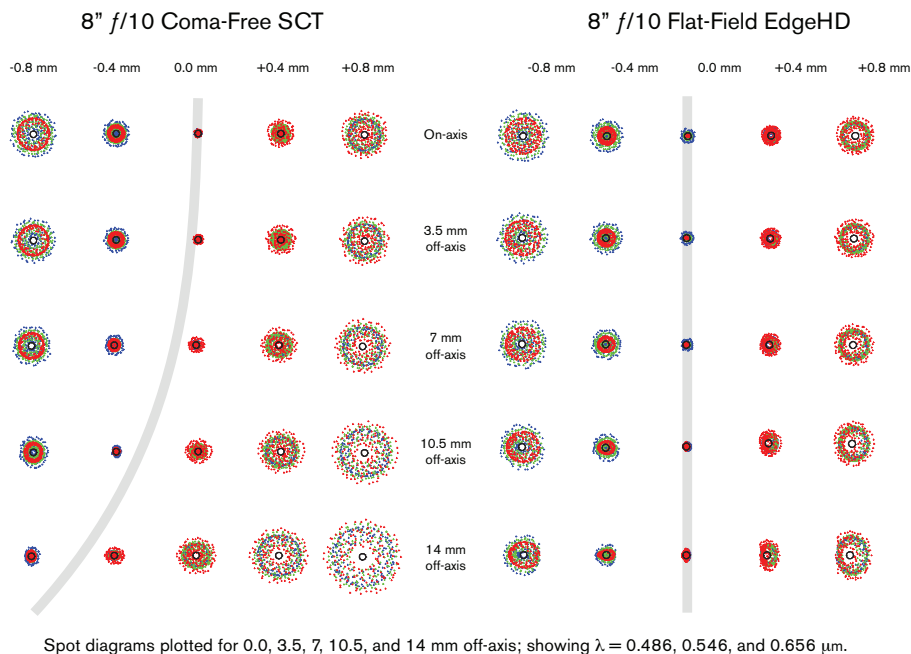 8” f/10 Coma-Free SCT
8” f/10 Flat-Field EdgeHD
-0.8 mm -0.4 mm 0.0 mm +0.4 mm +0.8 mm
-0.8 mm -0.4 mm 0.0 mm +0.4 mm +0.8 mm
On-axis
3.5 mm
off-axis
7 mm
off-axis
10.5 mm
off-axis
14 mm
off-axis
Spot diagrams plotted for 0.0, 3.5, 7, 10.5, and 14 mm off-axis; showing λ = 0.486, 0.546, and 0.656 μm.